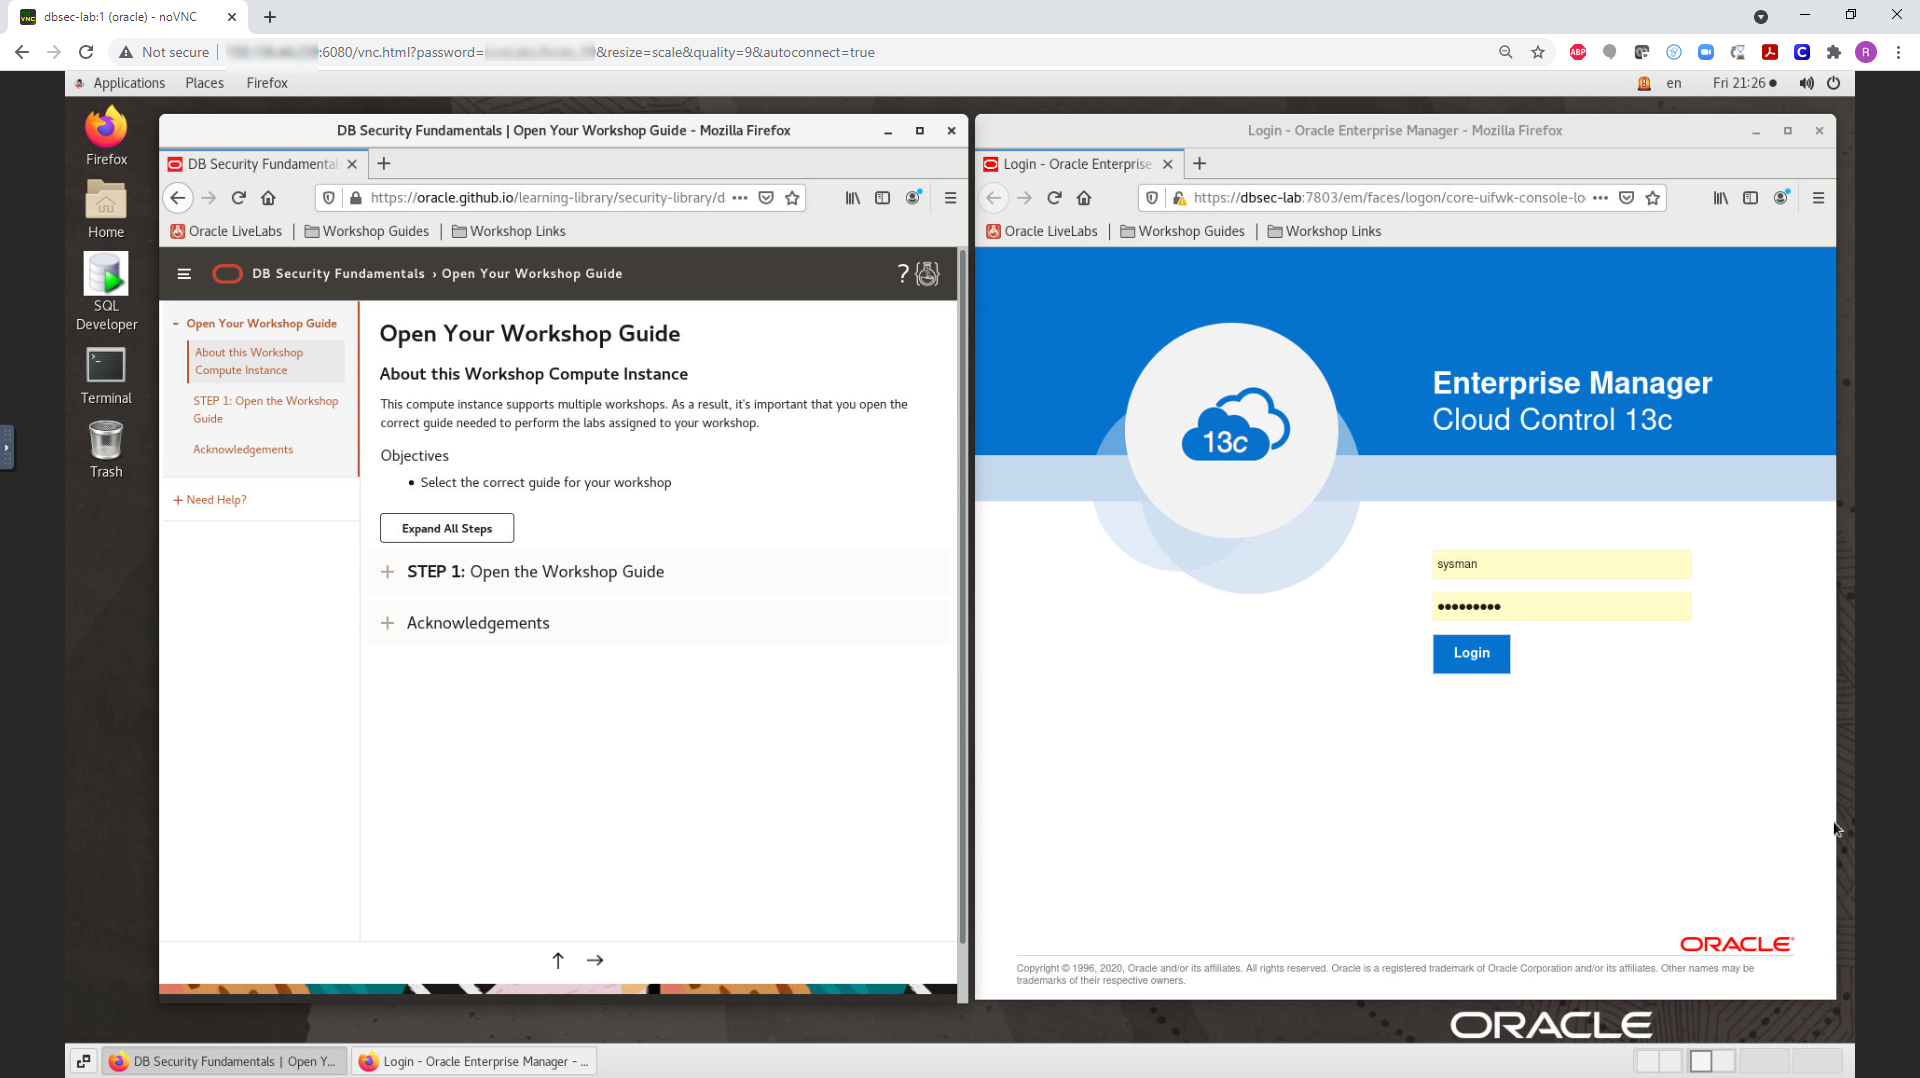 dbsec-lab:1 (oracle) - noVNC
Not secure
:6080/vnc.html?password=
&resize=scale&quality=9&autoconnect=true
ABP
C
R
Applications Places Firefox
en Fri 21:26
Firefox
Home
SQL
Developer
Terminal
Trash
DB Security Fundamentals | Open Your Workshop Guide - Mozilla Firefox
DB Security Fundamental
https://oracle.github.io/learning-library/security-library/d
Oracle LiveLabs Workshop Guides Workshop Links
DB Security Fundamentals › Open Your Workshop Guide
?
- Open Your Workshop Guide
About this Workshop
Compute Instance
STEP 1: Open the Workshop
Guide
Acknowledgements
+ Need Help?
Open Your Workshop Guide
About this Workshop Compute Instance
This compute instance supports multiple workshops. As a result, it's important that you open the
correct guide needed to perform the labs assigned to your workshop.
Objectives
• Select the correct guide for your workshop
Expand All Steps
+ STEP 1: Open the Workshop Guide
+ Acknowledgements
Login - Oracle Enterprise Manager - Mozilla Firefox
Login - Oracle Enterprise
https://dbsec-lab:7803/em/faces/logon/core-uifwk-console-lo
Oracle LiveLabs Workshop Guides Workshop Links
13c
Enterprise Manager
Cloud Control 13c
sysman
•••••••••
Login
ORACLE
Copyright © 1996, 2020, Oracle and/or its affiliates. All rights reserved. Oracle is a registered trademark of Oracle Corporation and/or its affiliates. Other names may be
trademarks of their respective owners.
ORACLE
DB Security Fundamentals | Open Y...
Login - Oracle Enterprise Manager - ...